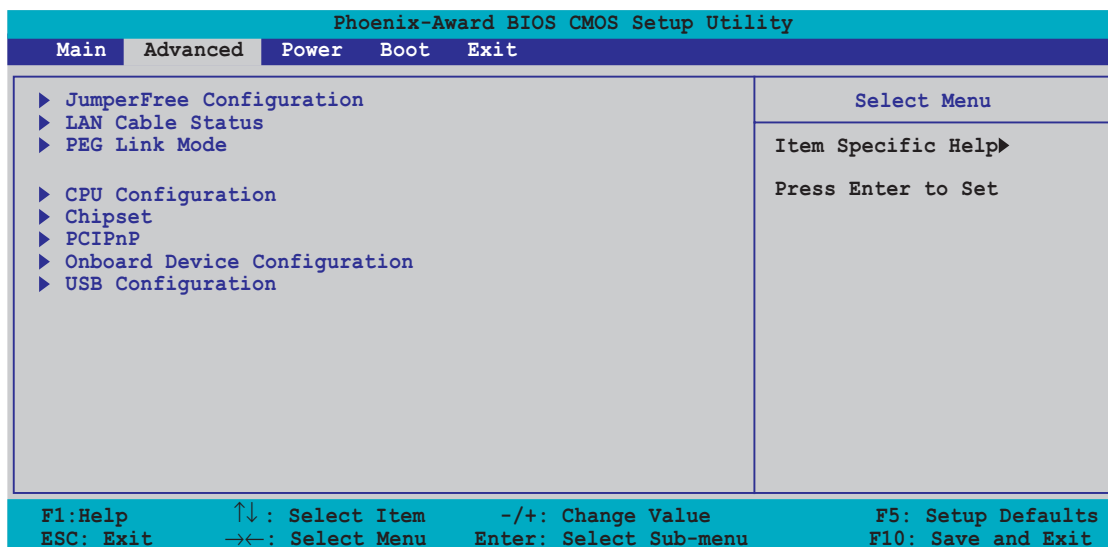 Phoenix-Award BIOS CMOS Setup Utility
Main Advanced Power Boot Exit
JumperFree Configuration
LAN Cable Status
PEG Link Mode
CPU Configuration
Chipset
PCIPnP
Onboard Device Configuration
USB Configuration
Select Menu
Item Specific Help
Press Enter to Set
F1:Help ↑↓: Select Item -/+: Change Value F5: Setup Defaults
ESC: Exit →←: Select Menu Enter: Select Sub-menu F10: Save and Exit